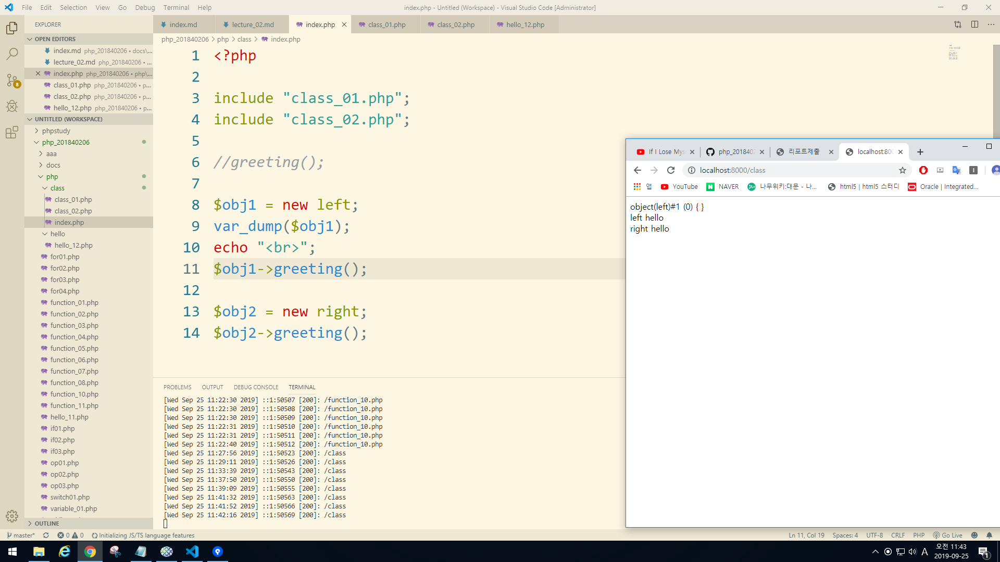 File Edit Selection View Go Debug Terminal Help
index.php - Untitled (Workspace) - Visual Studio Code [Administrator]
EXPLORER
OPEN EDITORS
index.md php_201840206 • docs\...
lecture_02.md php_201840206 • ...
index.php php_201840206 • php\...
class_01.php php_201840206 • p...
class_02.php php_201840206 • p...
hello_12.php php_201840206 • p...
UNTITLED (WORKSPACE)
phpstudy
php_201840206
aaa
docs
php
class
class_01.php
class_02.php
index.php
hello
hello_12.php
for01.php
for02.php
for03.php
for04.php
function_01.php
function_02.php
function_03.php
function_04.php
function_05.php
function_06.php
function_07.php
function_08.php
function_10.php
function_11.php
hello_11.php
if01.php
if02.php
if03.php
op01.php
op02.php
op03.php
switch01.php
variable_01.php
OUTLINE
8
index.md lecture_02.md index.php class_01.php class_02.php hello_12.php
php_201840206 > php > class > index.php
1 <?php
2
3 include "class_01.php";
4 include "class_02.php";
5
6 //greeting();
7
8 $obj1 = new left;
9 var_dump($obj1);
10 echo "<br>";
11 $obj1->greeting();
12
13 $obj2 = new right;
14 $obj2->greeting();
PROBLEMS OUTPUT DEBUG CONSOLE TERMINAL
[Wed Sep 25 11:22:30 2019] ::1:50507 [200]: /function_10.php
[Wed Sep 25 11:22:30 2019] ::1:50508 [200]: /function_10.php
[Wed Sep 25 11:22:30 2019] ::1:50509 [200]: /function_10.php
[Wed Sep 25 11:22:31 2019] ::1:50510 [200]: /function_10.php
[Wed Sep 25 11:22:31 2019] ::1:50511 [200]: /function_10.php
[Wed Sep 25 11:22:40 2019] ::1:50512 [200]: /function_10.php
[Wed Sep 25 11:27:56 2019] ::1:50523 [200]: /class
[Wed Sep 25 11:29:11 2019] ::1:50526 [200]: /class
[Wed Sep 25 11:33:39 2019] ::1:50543 [200]: /class
[Wed Sep 25 11:37:50 2019] ::1:50550 [200]: /class
[Wed Sep 25 11:39:09 2019] ::1:50555 [200]: /class
[Wed Sep 25 11:41:32 2019] ::1:50563 [200]: /class
[Wed Sep 25 11:41:52 2019] ::1:50566 [200]: /class
[Wed Sep 25 11:42:16 2019] ::1:50569 [200]: /class
If I Lose Mys php_2018402 리포트제출 localhost:800
localhost:8000/class
앱 YouTube NAVER 나무위키:대문 - 나... html5 | html5 스터디 Oracle | Integrated...
object(left)#1 (0) { }
left hello
right hello
master* 0 0 Initializing JS/TS language features Ln 11, Col 19 Spaces: 4 UTF-8 CRLF PHP Go Live
A 오전 11:43
2019-09-25 1